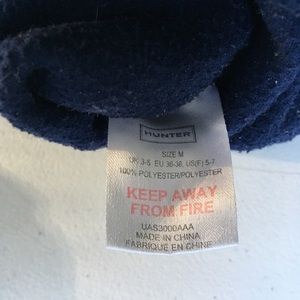 HUNTER
SIZE M
UK 3-5 EU 36-38, US(F) 5-7
100% POLYESTER/POLYESTER
KEEP AWAY
FROM FIRE
UAS3000AAA
MADE IN CHINA
FABRIQUE EN CHINE